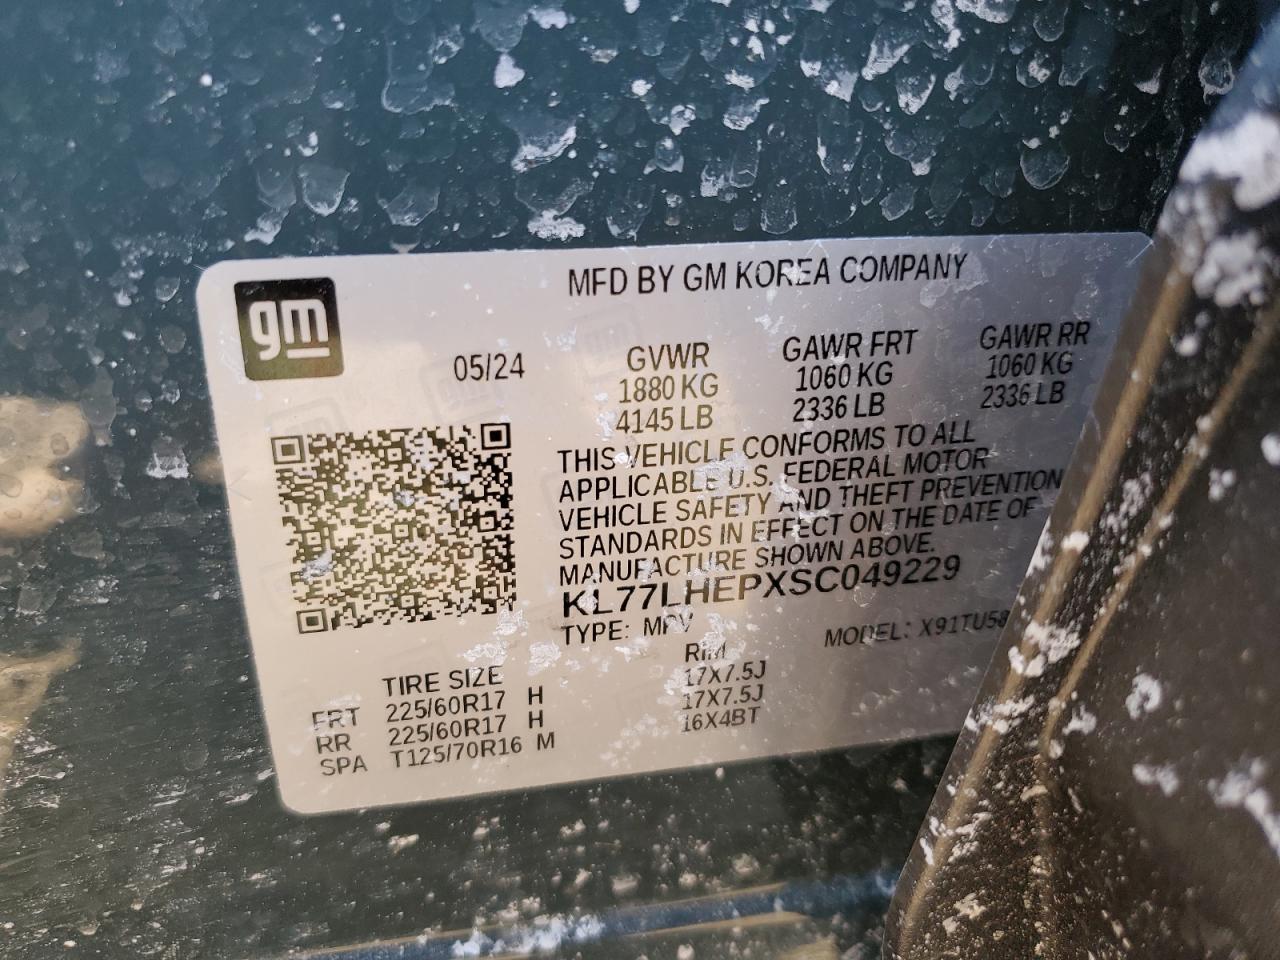 gm
MFD BY GM KOREA COMPANY
05/24
GVWR GAWR FRT GAWR RR
1880 KG 1060 KG 1060 KG
4145 LB 2336 LB 2336 LB
THIS VEHICLE CONFORMS TO ALL
APPLICABLE U.S. FEDERAL MOTOR
VEHICLE SAFETY AND THEFT PREVENTION
STANDARDS IN EFFECT ON THE DATE OF
MANUFACTURE SHOWN ABOVE.
KL77LHEPXSC049229
TYPE: MPV MODEL: X91TU58
TIRE SIZE RIM
FRT 225/60R17 H 17X7.5J
RR 225/60R17 H 17X7.5J
SPA T125/70R16 M 16X4BT